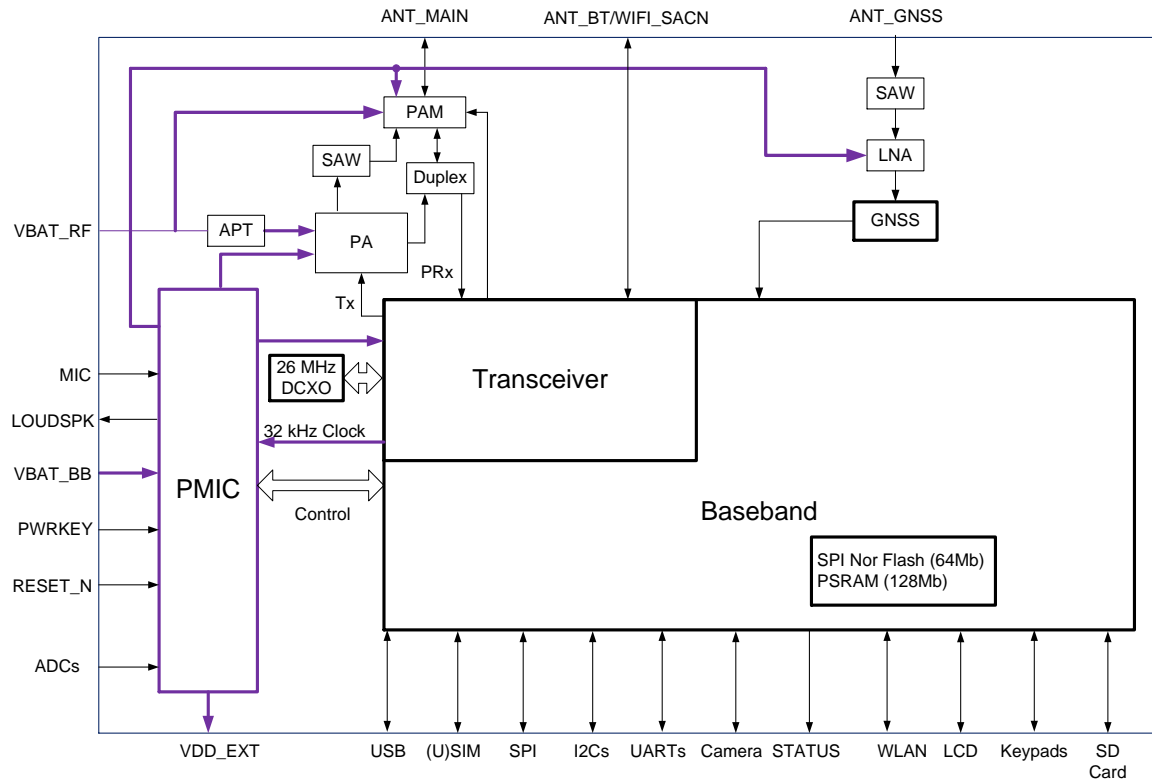 ANT_MAIN
ANT_BT/WIFI_SACN
ANT_GNSS
SAW
PAM
SAW
LNA
Duplex
VBAT_RF
APT
PA
GNSS
PRx
Tx
MIC
26 MHz
DCXO
Transceiver
LOUDSPK
32 kHz Clock
VBAT_BB
PMIC
Control
Baseband
PWRKEY
SPI Nor Flash (64Mb)
PSRAM (128Mb)
RESET_N
ADCs
VDD_EXT
USB
(U)SIM
SPI
I2Cs
UARTs
Camera
STATUS
WLAN
LCD
Keypads
SD
Card